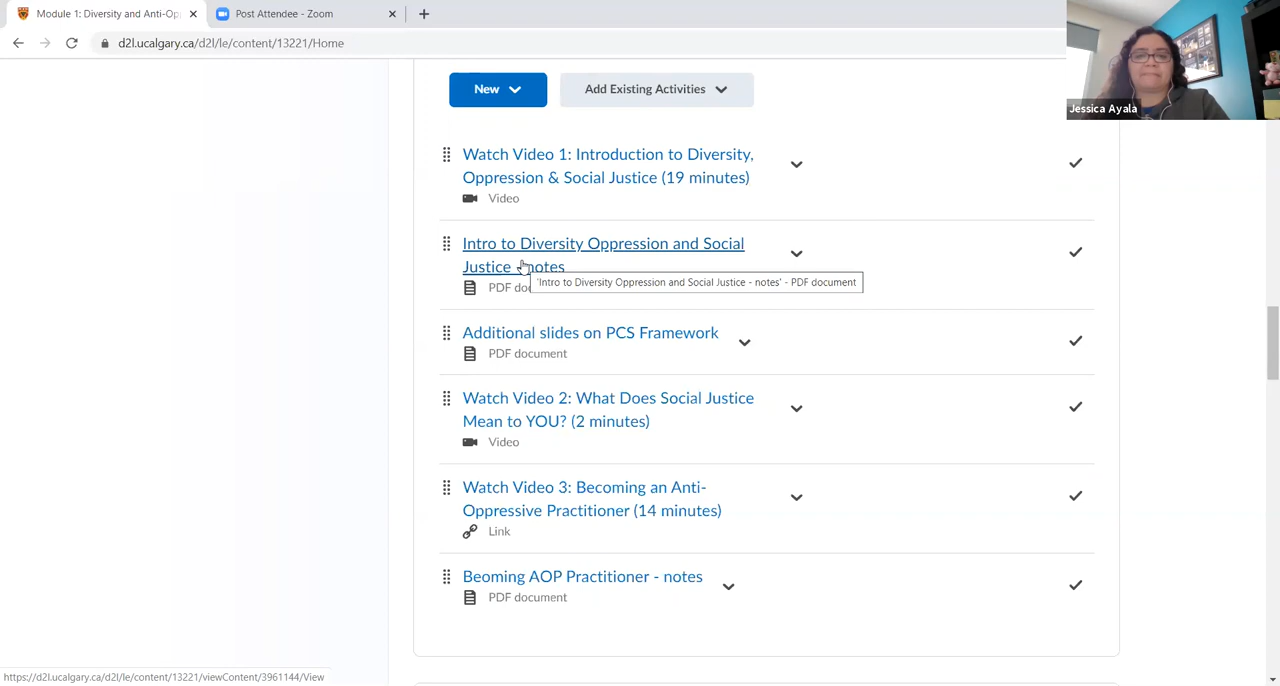 Module 1: Diversity and Anti-Op
Post Attendee - Zoom
d2l.ucalgary.ca/d2l/le/content/13221/Home
Jessica Ayala
New
Add Existing Activities
Watch Video 1: Introduction to Diversity,
Oppression & Social Justice (19 minutes)
Video
Intro to Diversity Oppression and Social
Justice - notes
'Intro to Diversity Oppression and Social Justice - notes' - PDF document
PDF do
Additional slides on PCS Framework
PDF document
Watch Video 2: What Does Social Justice
Mean to YOU? (2 minutes)
Video
Watch Video 3: Becoming an Anti-
Oppressive Practitioner (14 minutes)
Link
Beoming AOP Practitioner - notes
PDF document
https://d2l.ucalgary.ca/d2l/le/content/13221/viewContent/3961144/View